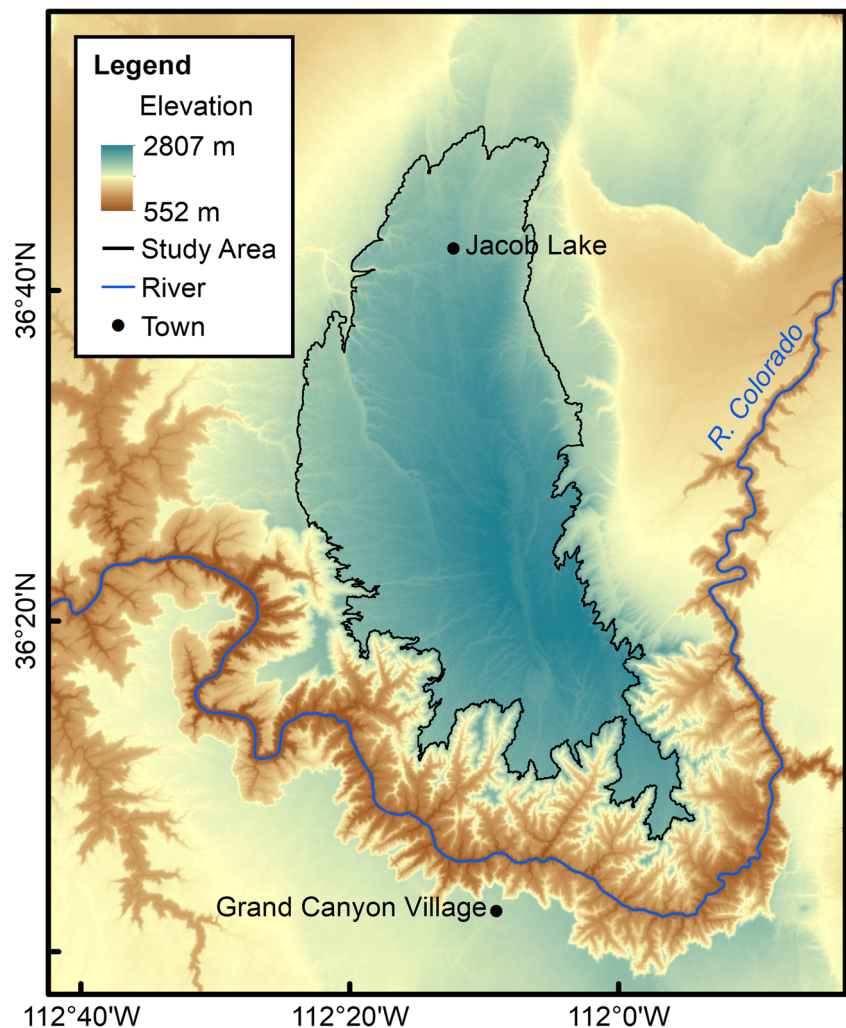 Legend
Elevation
2807 m
552 m
Study Area
River
Town
Jacob Lake
R. Colorado
Grand Canyon Village
36°40'N
36°20'N
112°40'W
112°20'W
112°0'W